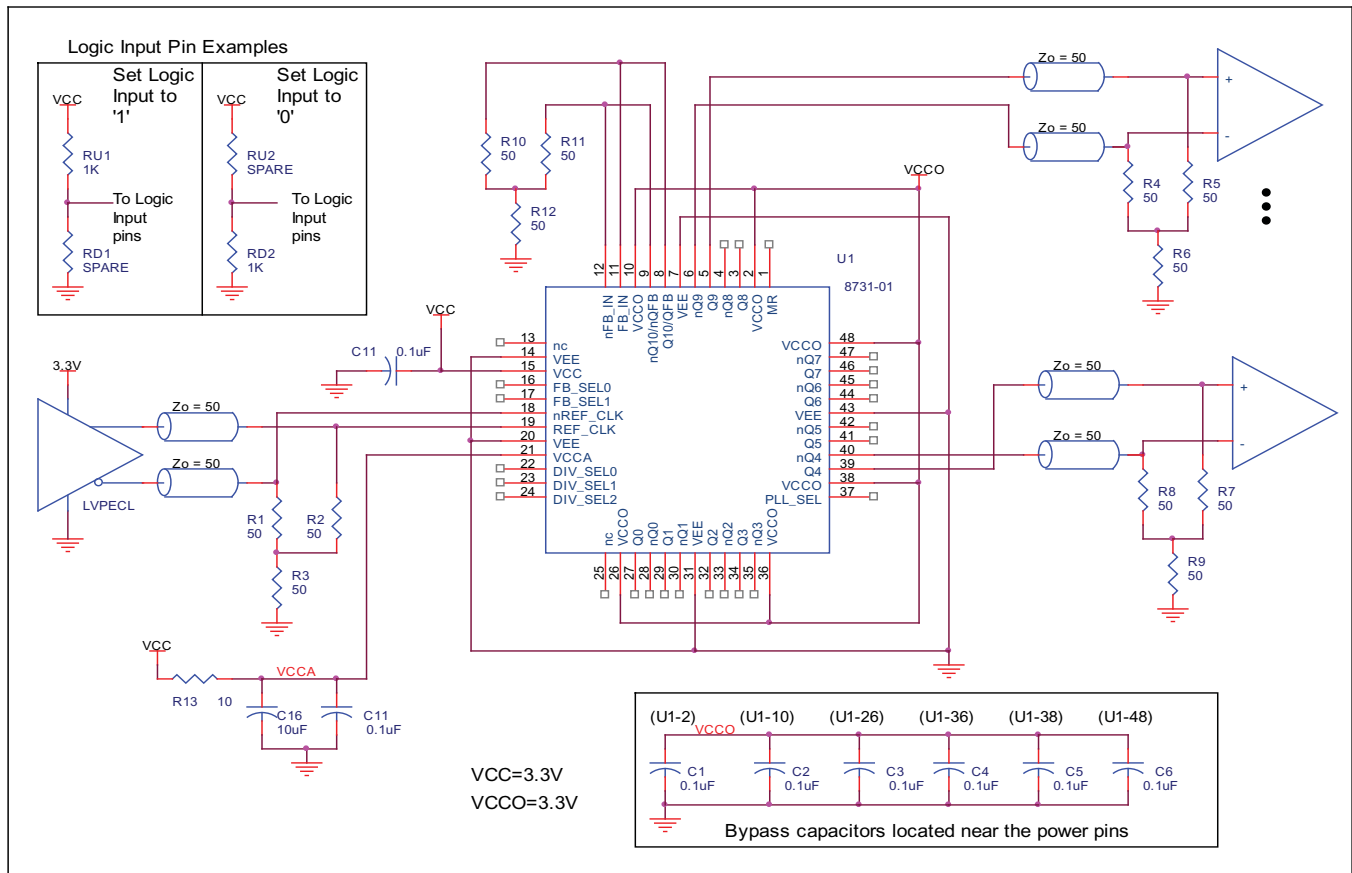 Logic Input Pin Examples
Set Logic
Input to
'1'
VCC
RU1
1K
To Logic
Input
pins
RD1
SPARE
Set Logic
Input to
'0'
VCC
RU2
SPARE
To Logic
Input
pins
RD2
1K
R10
50
R11
50
R12
50
VCCO
Zo = 50
Zo = 50
+
-
R4
50
R5
50
R6
50
U1
8731-01
12
11
10
9
8
7
6
5
4
3
2
1
nFB_IN
FB_IN
VCCO
nQ10/nQFB
Q10/QFB
VEE
nQ9
Q9
nQ8
Q8
VCCO
MR
VCC
C11
0.1uF
13 nc
14 VEE
15 VCC
16 FB_SEL0
17 FB_SEL1
18 nREF_CLK
19 REF_CLK
20 VEE
21 VCCA
22 DIV_SEL0
23 DIV_SEL1
24 DIV_SEL2
VCCO 48
nQ7 47
Q7 46
nQ6 45
Q6 44
VEE 43
nQ5 42
Q5 41
nQ4 40
Q4 39
VCCO 38
PLL_SEL 37
nc
VCCO
Q0
nQ0
Q1
nQ1
VEE
Q2
nQ2
Q3
nQ3
VCCO
25
26
27
28
29
30
31
32
33
34
35
36
3.3V
Zo = 50
Zo = 50
LVPECL
R1
50
R2
50
R3
50
Zo = 50
Zo = 50
+
-
R8
50
R7
50
R9
50
VCC
R13 10
VCCA
C16
10uF
C11
0.1uF
VCC=3.3V
VCCO=3.3V
(U1-2) (U1-10) (U1-26) (U1-36) (U1-38) (U1-48)
VCCO
C1
0.1uF
C2
0.1uF
C3
0.1uF
C4
0.1uF
C5
0.1uF
C6
0.1uF
Bypass capacitors located near the power pins